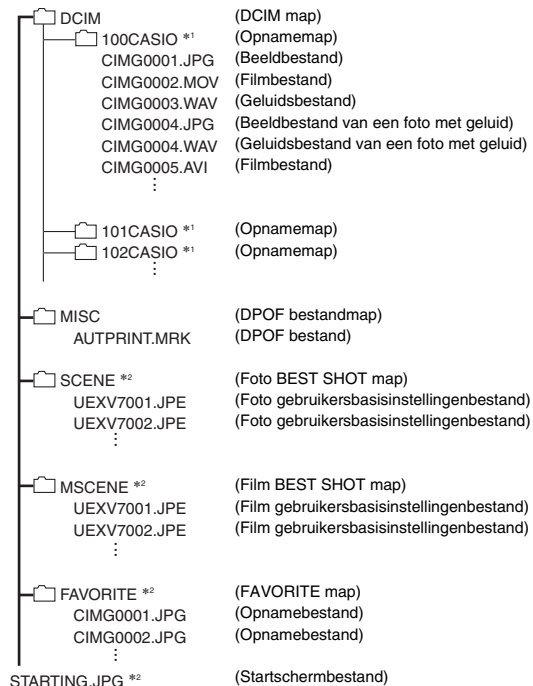 DCIM (DCIM map)
100CASIO *1 (Opnamemap)
CIMG0001.JPG (Beeldbestand)
CIMG0002.MOV (Filmbestand)
CIMG0003.WAV (Geluidsbestand)
CIMG0004.JPG (Beeldbestand van een foto met geluid)
CIMG0004.WAV (Geluidsbestand van een foto met geluid)
CIMG0005.AVI (Filmbestand)
101CASIO *1 (Opnamemap)
102CASIO *1 (Opnamemap)
MISC (DPOF bestandmap)
AUTPRINT.MRK (DPOF bestand)
SCENE *2 (Foto BEST SHOT map)
UEXV7001.JPE (Foto gebruikersbasisinstellingenbestand)
UEXV7002.JPE (Foto gebruikersbasisinstellingenbestand)
MSCENE *2 (Film BEST SHOT map)
UEXV7001.JPE (Film gebruikersbasisinstellingenbestand)
UEXV7002.JPE (Film gebruikersbasisinstellingenbestand)
FAVORITE *2 (FAVORITE map)
CIMG0001.JPG (Opnamebestand)
CIMG0002.JPG (Opnamebestand)
STARTING.JPG *2 (Startschermbestand)